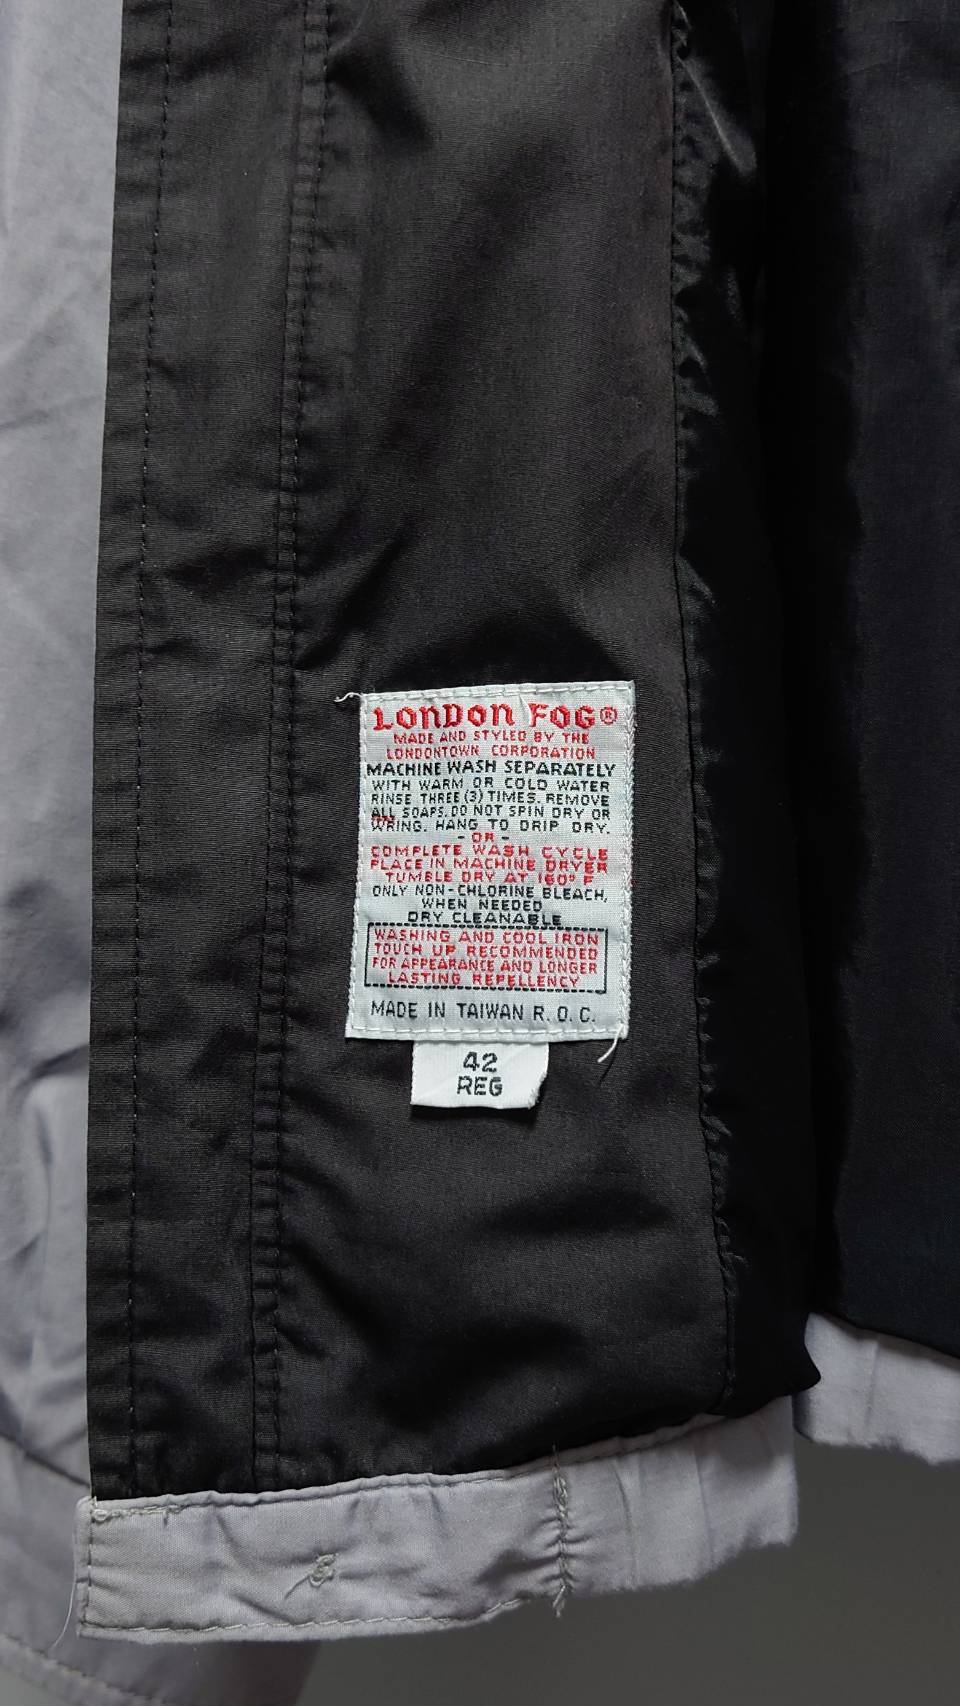 LONDON FOG®
MADE AND STYLED BY THE
LONDONTOWN CORPORATION
MACHINE WASH SEPARATELY
WITH WARM OR COLD WATER
RINSE THREE (3) TIMES. REMOVE
ALL SOAPS. DO NOT SPIN DRY OR
WRING. HANG TO DRIP DRY.
- OR -
COMPLETE WASH CYCLE
PLACE IN MACHINE DRYER
TUMBLE DRY AT 160° F
ONLY NON-CHLORINE BLEACH,
WHEN NEEDED
DRY CLEANABLE
WASHING AND COOL IRON
TOUCH UP RECOMMENDED
FOR APPEARANCE AND LONGER
LASTING REPELLENCY
MADE IN TAIWAN R. O. C.
42
REG